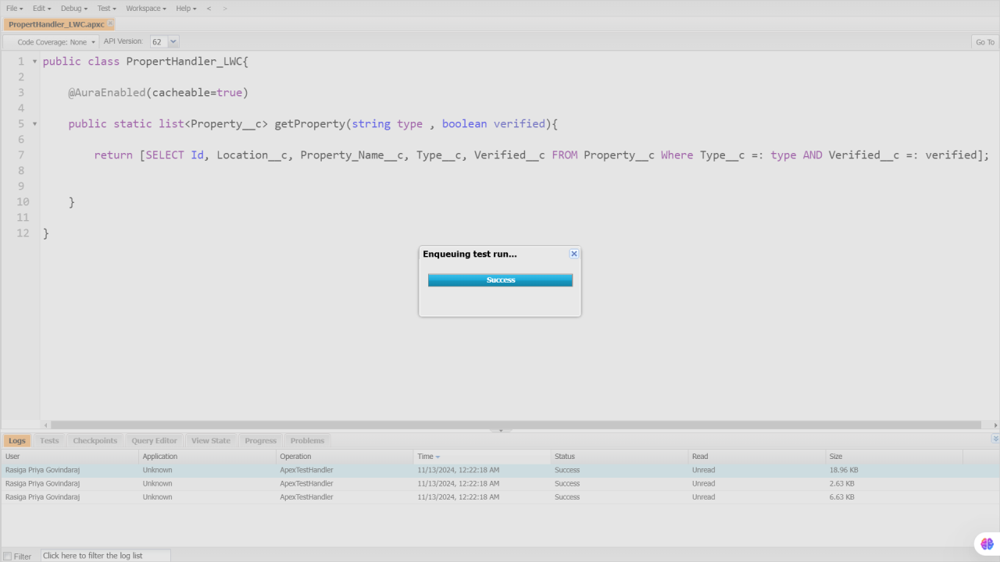 File Edit Debug Test Workspace Help < >
PropertHandler_LWC.apxc
Code Coverage: None API Version: 62 Go To
1 public class PropertHandler_LWC{
2
3 @AuraEnabled(cacheable=true)
4
5 public static list<Property__c> getProperty(string type , boolean verified){
6
7 return [SELECT Id, Location__c, Property_Name__c, Type__c, Verified__c FROM Property__c Where Type__c =: type AND Verified__c =: verified];
8
9
10 }
11
12 }
Enqueuing test run...
Success
Logs Tests Checkpoints Query Editor View State Progress Problems
User Application Operation Time Status Read Size
Rasiga Priya Govindaraj Unknown ApexTestHandler 11/13/2024, 12:22:18 AM Success Unread 18.96 KB
Rasiga Priya Govindaraj Unknown ApexTestHandler 11/13/2024, 12:22:18 AM Success Unread 2.63 KB
Rasiga Priya Govindaraj Unknown ApexTestHandler 11/13/2024, 12:22:18 AM Success Unread 6.63 KB
Filter Click here to filter the log list